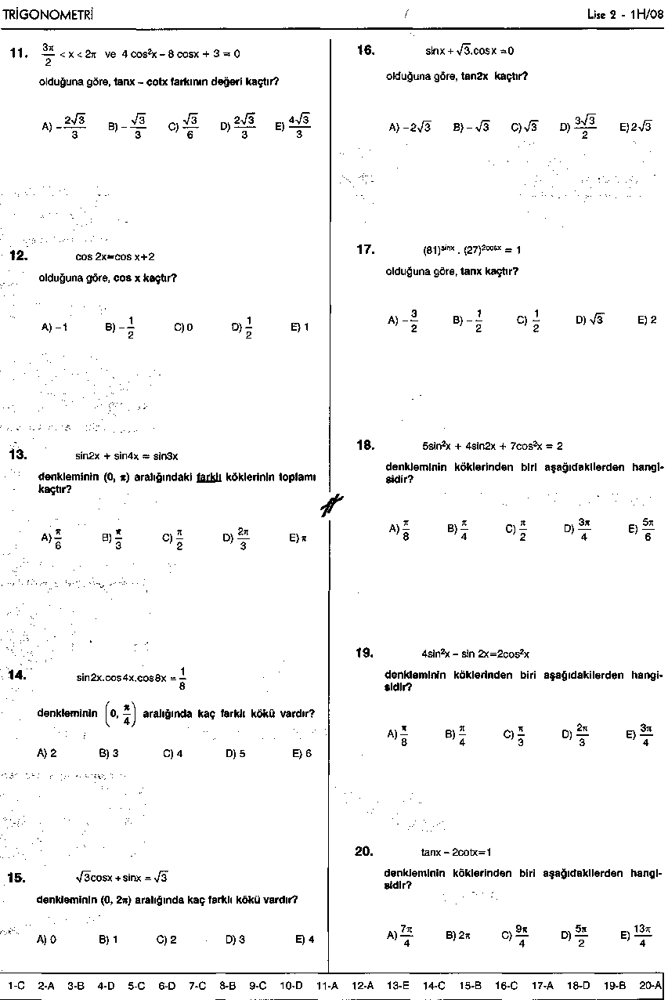 TRİGONOMETRİ
Lise 2 - 1H/08
11. 3π/2 < x < 2π ve 4 cos²x – 8 cosx + 3 = 0
olduğuna göre, tanx – cotx farkının değeri kaçtır?
A) –2√3/3 B) –√3/3 C) √3/6 D) 2√3/3 E) 4√3/3
12. cos 2x=cos x+2
olduğuna göre, cos x kaçtır?
A) –1 B) –1/2 C) 0 D) 1/2 E) 1
13. sin2x + sin4x = sin3x
denkleminin (0, π) aralığındaki farklı köklerinin toplamı
kaçtır?
A) π/6 B) π/3 C) π/2 D) 2π/3 E) π
14. sin2x.cos4x.cos8x = 1/8
denkleminin (0, π/4) aralığında kaç farklı kökü vardır?
A) 2 B) 3 C) 4 D) 5 E) 6
15. √3cosx + sinx = √3
denkleminin (0, 2π) aralığında kaç farklı kökü vardır?
A) 0 B) 1 C) 2 D) 3 E) 4
16. sinx + √3.cosx =0
olduğuna göre, tan2x kaçtır?
A) –2√3 B) –√3 C) √3 D) 3√3/2 E) 2√3
17. (81)ˢⁱⁿˣ . (27)²ᶜᵒˢˣ = 1
olduğuna göre, tanx kaçtır?
A) –3/2 B) –1/2 C) 1/2 D) √3 E) 2
18. 5sin²x + 4sin2x + 7cos²x = 2
denkleminin köklerinden biri aşağıdakilerden hangi-
sidir?
A) π/8 B) π/4 C) π/2 D) 3π/4 E) 5π/6
19. 4sin²x – sin 2x=2cos²x
denkleminin köklerinden biri aşağıdakilerden hangi-
sidir?
A) π/8 B) π/4 C) π/3 D) 2π/3 E) 3π/4
20. tanx – 2cotx=1
denkleminin köklerinden biri aşağıdakilerden hangi-
sidir?
A) 7π/4 B) 2π C) 9π/4 D) 5π/2 E) 13π/4
1-C 2-A 3-B 4-D 5-C 6-D 7-C 8-B 9-C 10-D 11-A 12-A 13-E 14-C 15-B 16-C 17-A 18-D 19-B 20-A